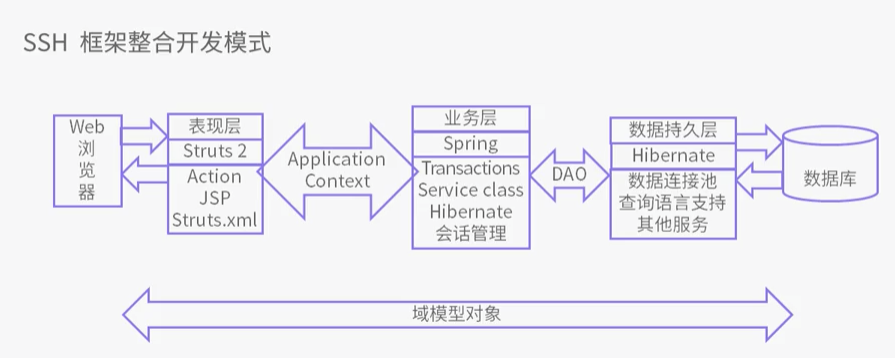 SSH 框架整合开发模式
Web
浏
览
器
表现层
Struts 2
Action
JSP
Struts.xml
Application
Context
业务层
Spring
Transactions
Service class
Hibernate
会话管理
DAO
数据持久层
Hibernate
数据连接池
查询语言支持
其他服务
数据库
域模型对象